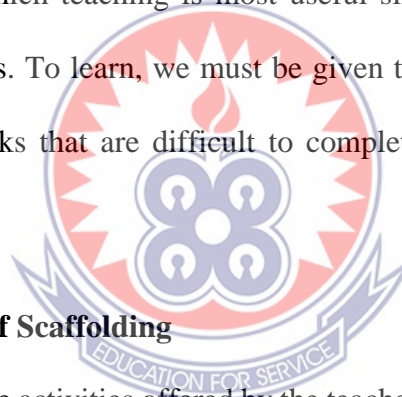 teaching is most useful
s. To learn, we must be given t
ks that are difficult to comple
f Scaffolding
EDUCATION FOR SERVICE
activities offered by the teache